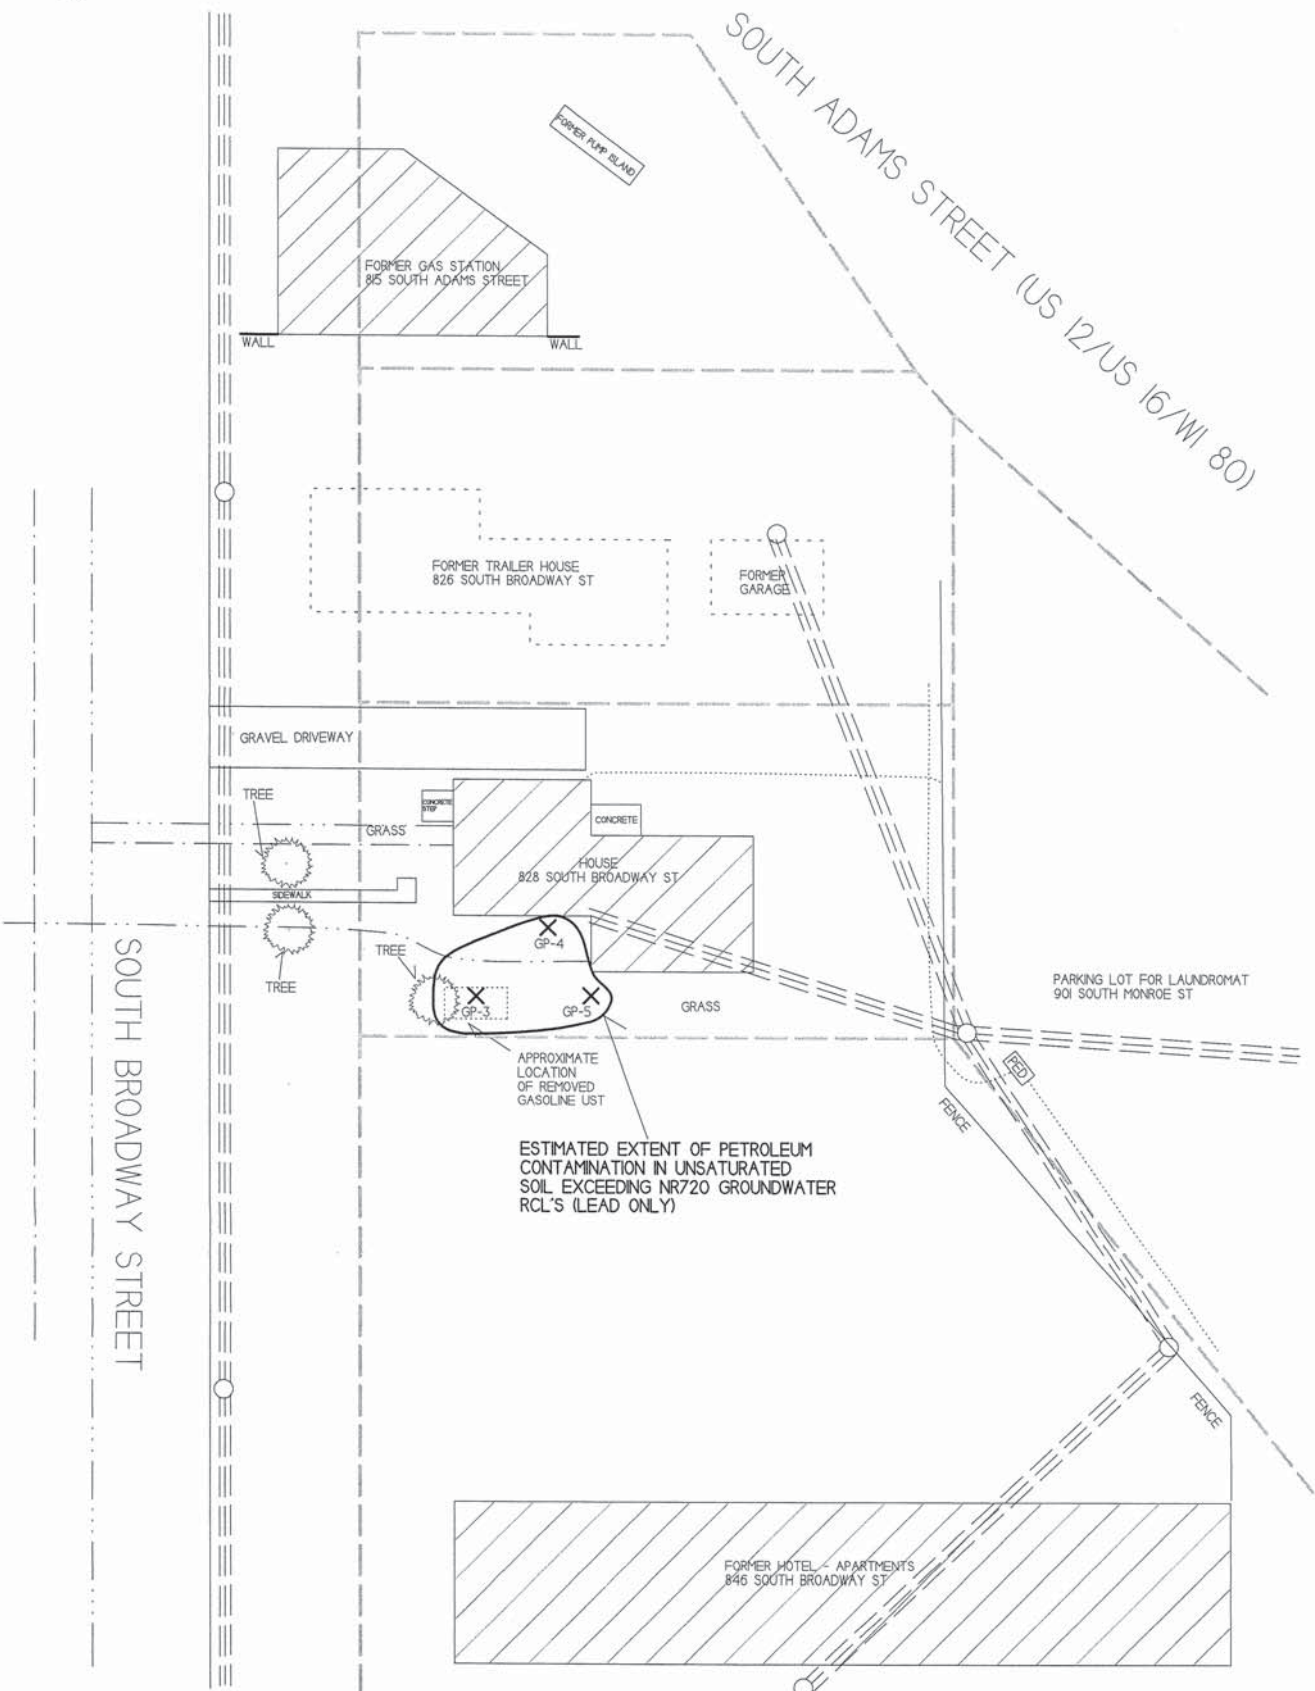 SOUTH ADAMS STREET (US 12/US 16/WI 80)
FORMER PUMP ISLAND
FORMER GAS STATION
815 SOUTH ADAMS STREET
WALL
WALL
FORMER TRAILER HOUSE
826 SOUTH BROADWAY ST
FORMER
GARAGE
GRAVEL DRIVEWAY
TREE
CONCRETE
STEP
CONCRETE
GRASS
HOUSE
828 SOUTH BROADWAY ST
SIDEWALK
GP-4
TREE
TREE
SOUTH BROADWAY STREET
GP-3
GP-5
GRASS
PARKING LOT FOR LAUNDROMAT
901 SOUTH MONROE ST
APPROXIMATE
LOCATION
OF REMOVED
GASOLINE UST
PED
FENCE
ESTIMATED EXTENT OF PETROLEUM
CONTAMINATION IN UNSATURATED
SOIL EXCEEDING NR720 GROUNDWATER
RCL'S (LEAD ONLY)
FENCE
FORMER HOTEL - APARTMENTS
846 SOUTH BROADWAY ST